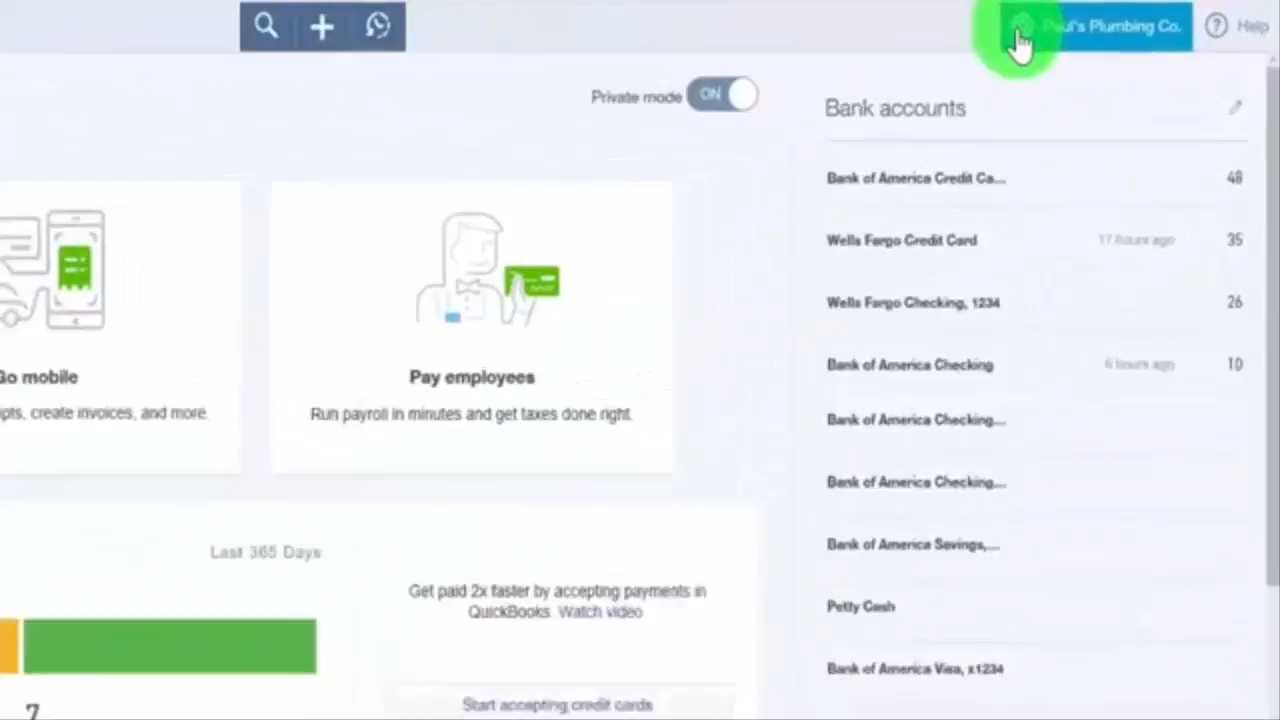 Paul's Plumbing Co.
Help
Private mode
ON
Bank accounts
Bank of America Credit Ca...
48
Wells Fargo Credit Card
17 hours ago
35
Wells Fargo Checking, 1234
26
Bank of America Checking
6 hours ago
10
Bank of America Checking...
Bank of America Checking...
Bank of America Savings,...
Petty Cash
Bank of America Visa, x1234
Go mobile
pts, create invoices, and more.
Pay employees
Run payroll in minutes and get taxes done right.
Last 365 Days
Get paid 2x faster by accepting payments in
QuickBooks. Watch video
Start accepting credit cards
7